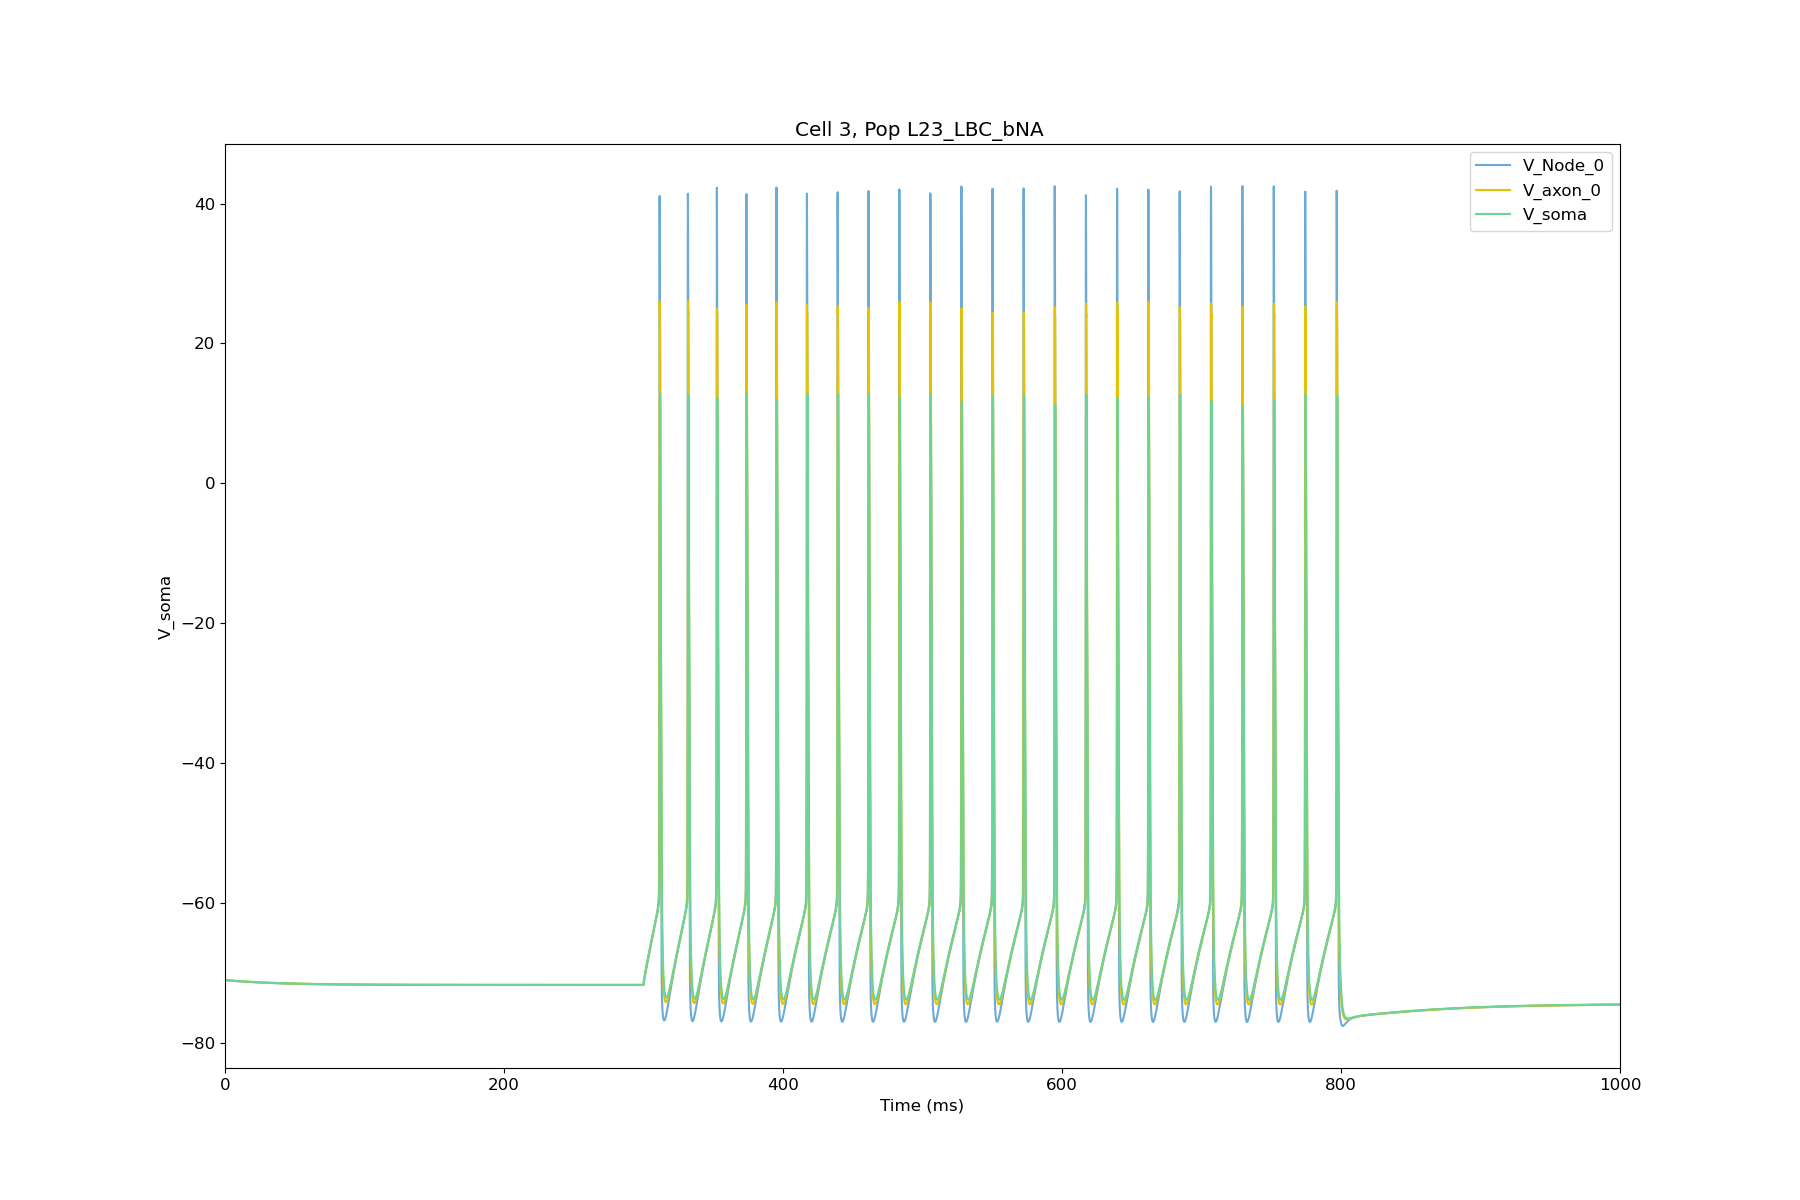 Cell 3, Pop L23_LBC_bNA
V_Node_0
V_axon_0
V_soma
40
20
0
−20
−40
−60
−80
V_soma
0 200 400 600 800 1000
Time (ms)